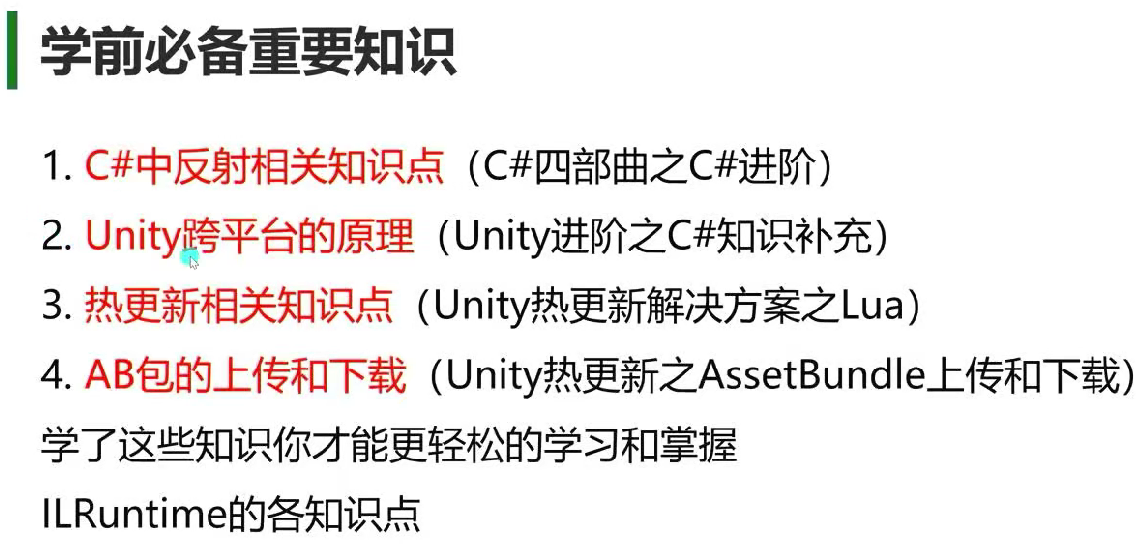 学前必备重要知识
1. C#中反射相关知识点（C#四部曲之C#进阶）
2. Unity跨平台的原理（Unity进阶之C#知识补充）
3. 热更新相关知识点（Unity热更新解决方案之Lua）
4. AB包的上传和下载（Unity热更新之AssetBundle上传和下载）
学了这些知识你才能更轻松的学习和掌握
ILRuntime的各知识点